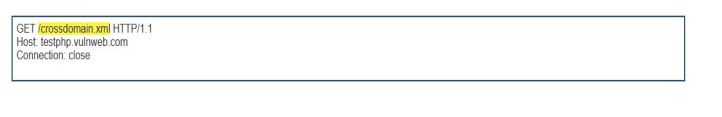 GET /crossdomain.xml HTTP/1.1
Host: testphp.vulnweb.com
Connection: close